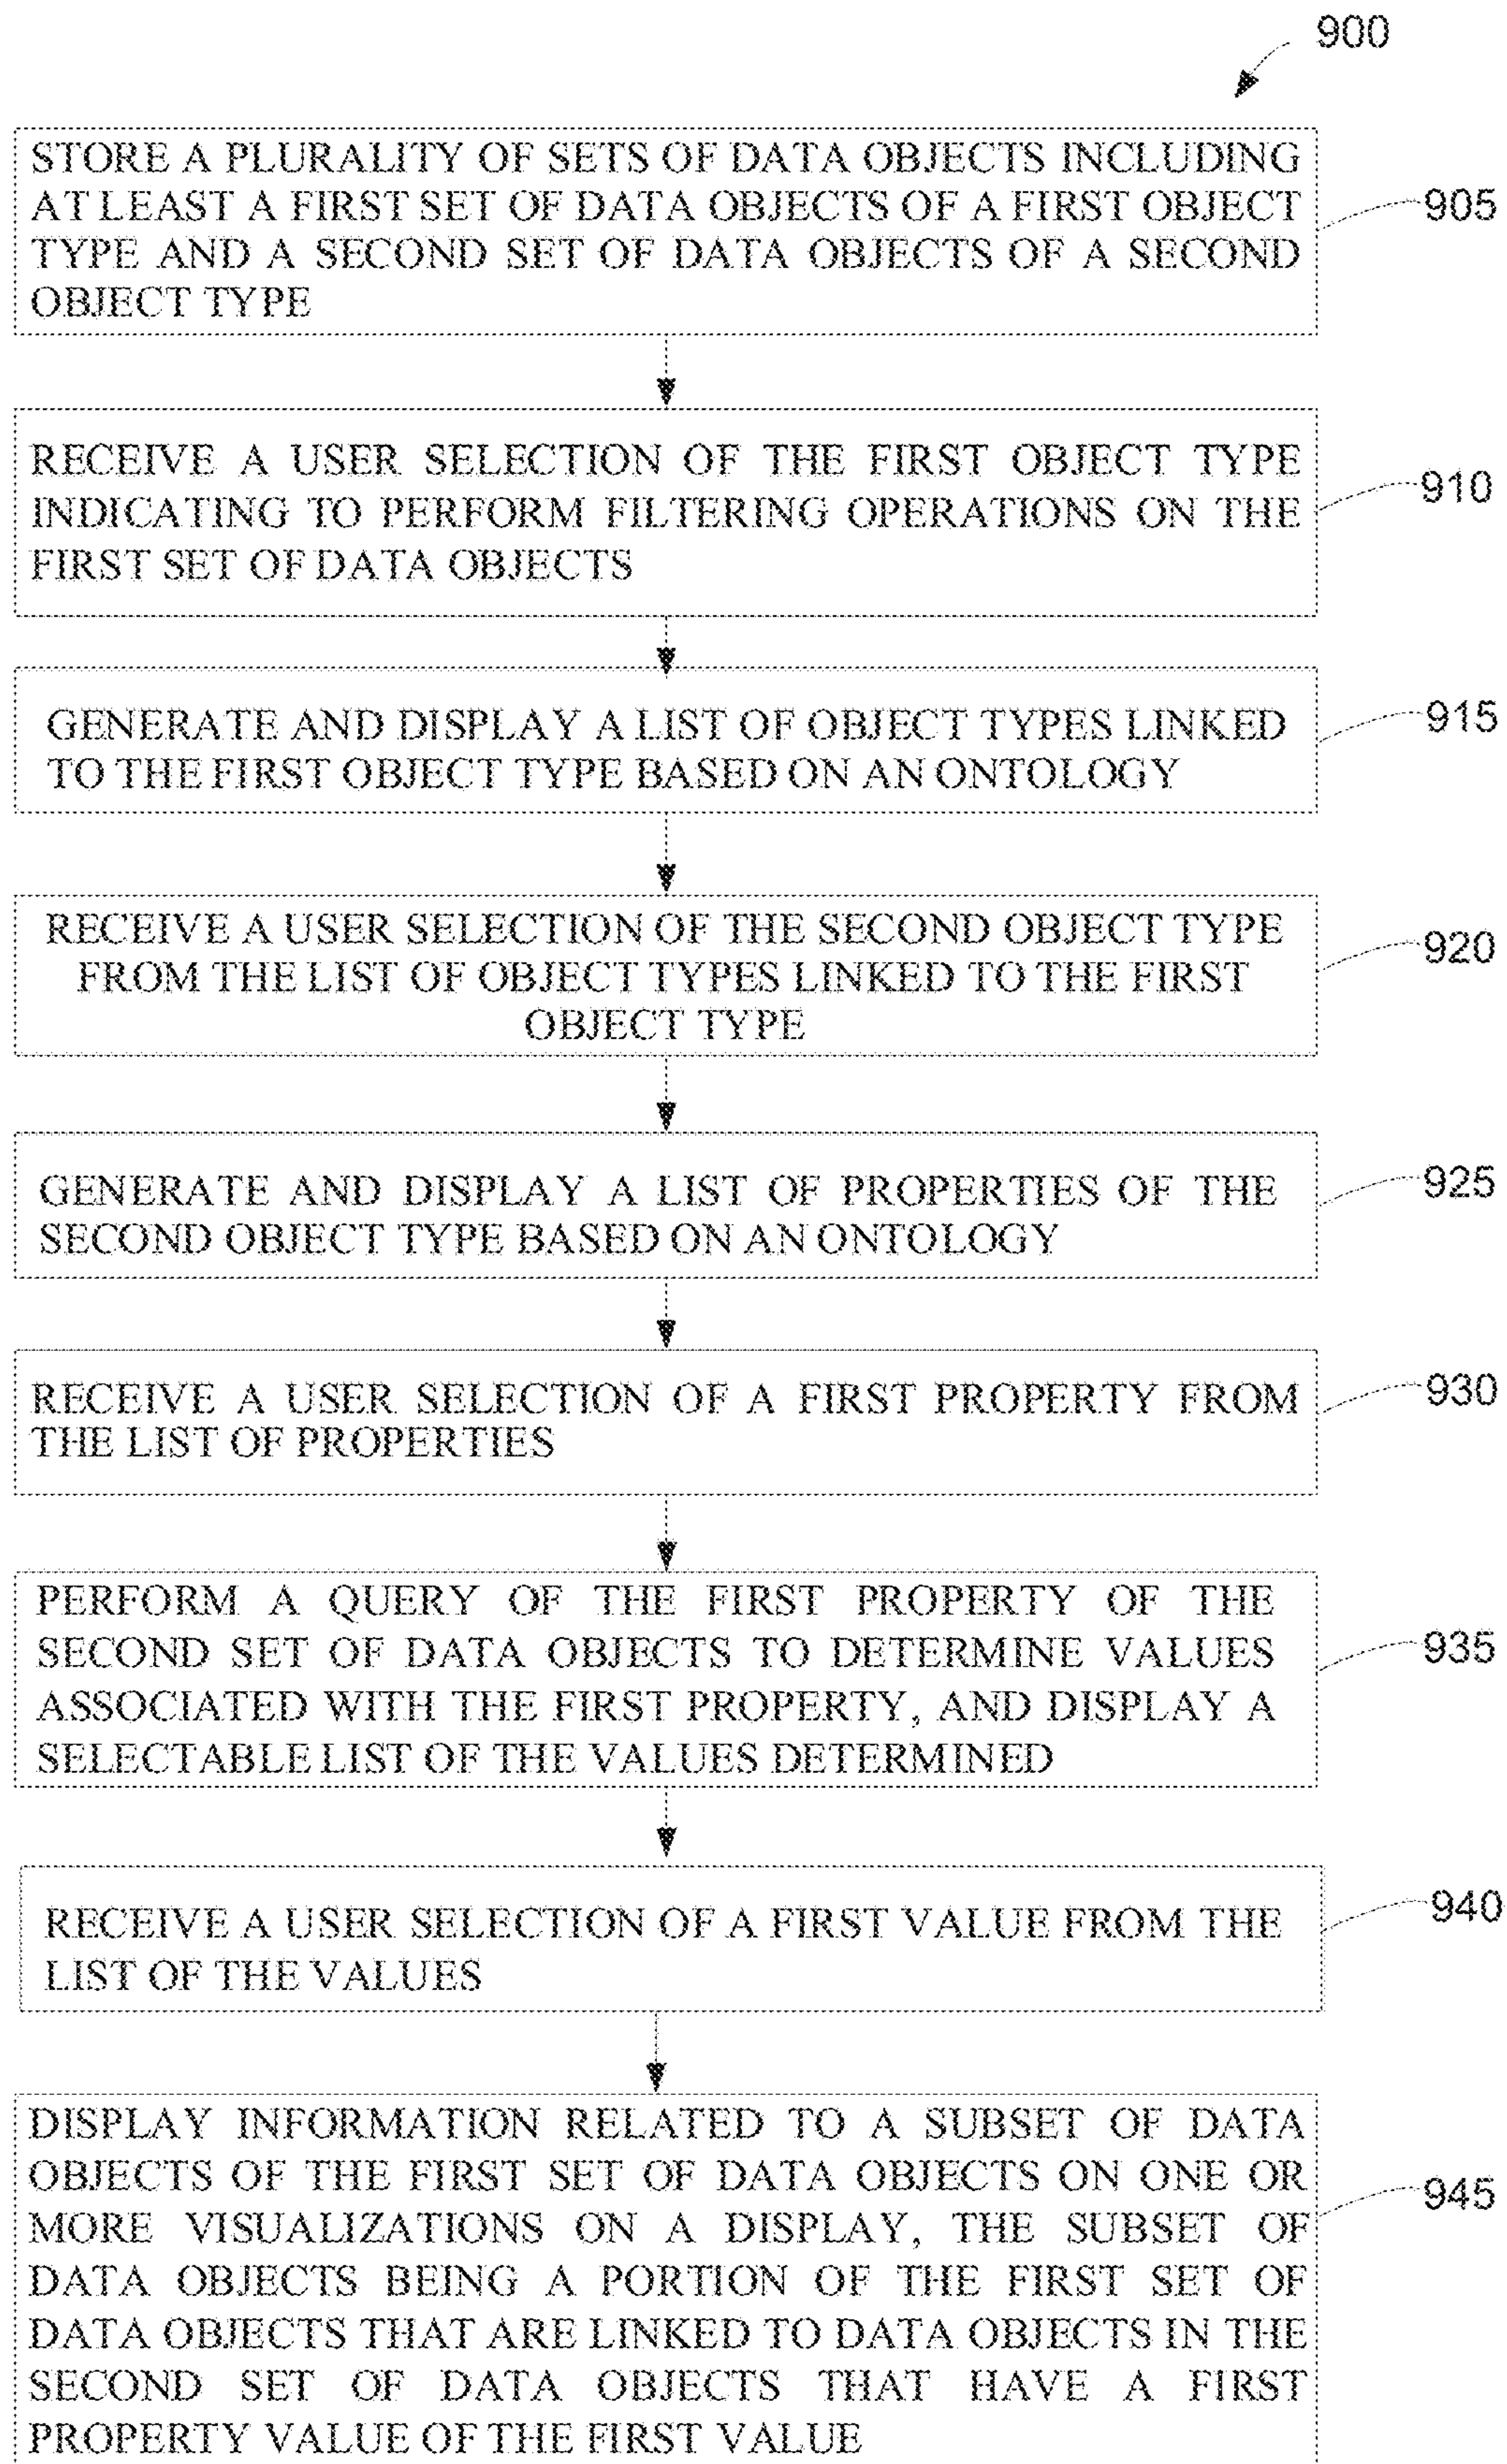 900
STORE A PLURALITY OF SETS OF DATA OBJECTS INCLUDING
AT LEAST A FIRST SET OF DATA OBJECTS OF A FIRST OBJECT
TYPE AND A SECOND SET OF DATA OBJECTS OF A SECOND
OBJECT TYPE
905
RECEIVE A USER SELECTION OF THE FIRST OBJECT TYPE
INDICATING TO PERFORM FILTERING OPERATIONS ON THE
FIRST SET OF DATA OBJECTS
910
GENERATE AND DISPLAY A LIST OF OBJECT TYPES LINKED
TO THE FIRST OBJECT TYPE BASED ON AN ONTOLOGY
915
RECEIVE A USER SELECTION OF THE SECOND OBJECT TYPE
FROM THE LIST OF OBJECT TYPES LINKED TO THE FIRST
OBJECT TYPE
920
GENERATE AND DISPLAY A LIST OF PROPERTIES OF THE
SECOND OBJECT TYPE BASED ON AN ONTOLOGY
925
RECEIVE A USER SELECTION OF A FIRST PROPERTY FROM
THE LIST OF PROPERTIES
930
PERFORM A QUERY OF THE FIRST PROPERTY OF THE
SECOND SET OF DATA OBJECTS TO DETERMINE VALUES
ASSOCIATED WITH THE FIRST PROPERTY, AND DISPLAY A
SELECTABLE LIST OF THE VALUES DETERMINED
935
RECEIVE A USER SELECTION OF A FIRST VALUE FROM THE
LIST OF THE VALUES
940
DISPLAY INFORMATION RELATED TO A SUBSET OF DATA
OBJECTS OF THE FIRST SET OF DATA OBJECTS ON ONE OR
MORE VISUALIZATIONS ON A DISPLAY, THE SUBSET OF
DATA OBJECTS BEING A PORTION OF THE FIRST SET OF
DATA OBJECTS THAT ARE LINKED TO DATA OBJECTS IN THE
SECOND SET OF DATA OBJECTS THAT HAVE A FIRST
PROPERTY VALUE OF THE FIRST VALUE
945